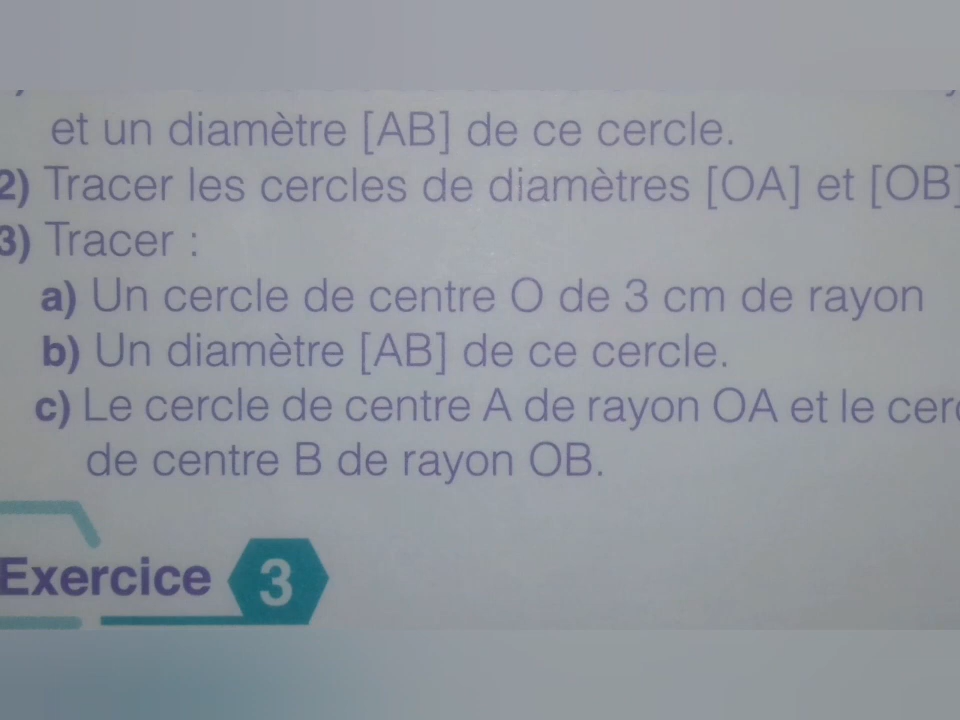 et un diamètre [AB] de ce cercle.
2) Tracer les cercles de diamètres [OA] et [OB]
3) Tracer :
a) Un cercle de centre O de 3 cm de rayon
b) Un diamètre [AB] de ce cercle.
c) Le cercle de centre A de rayon OA et le cerc
de centre B de rayon OB.
Exercice 3